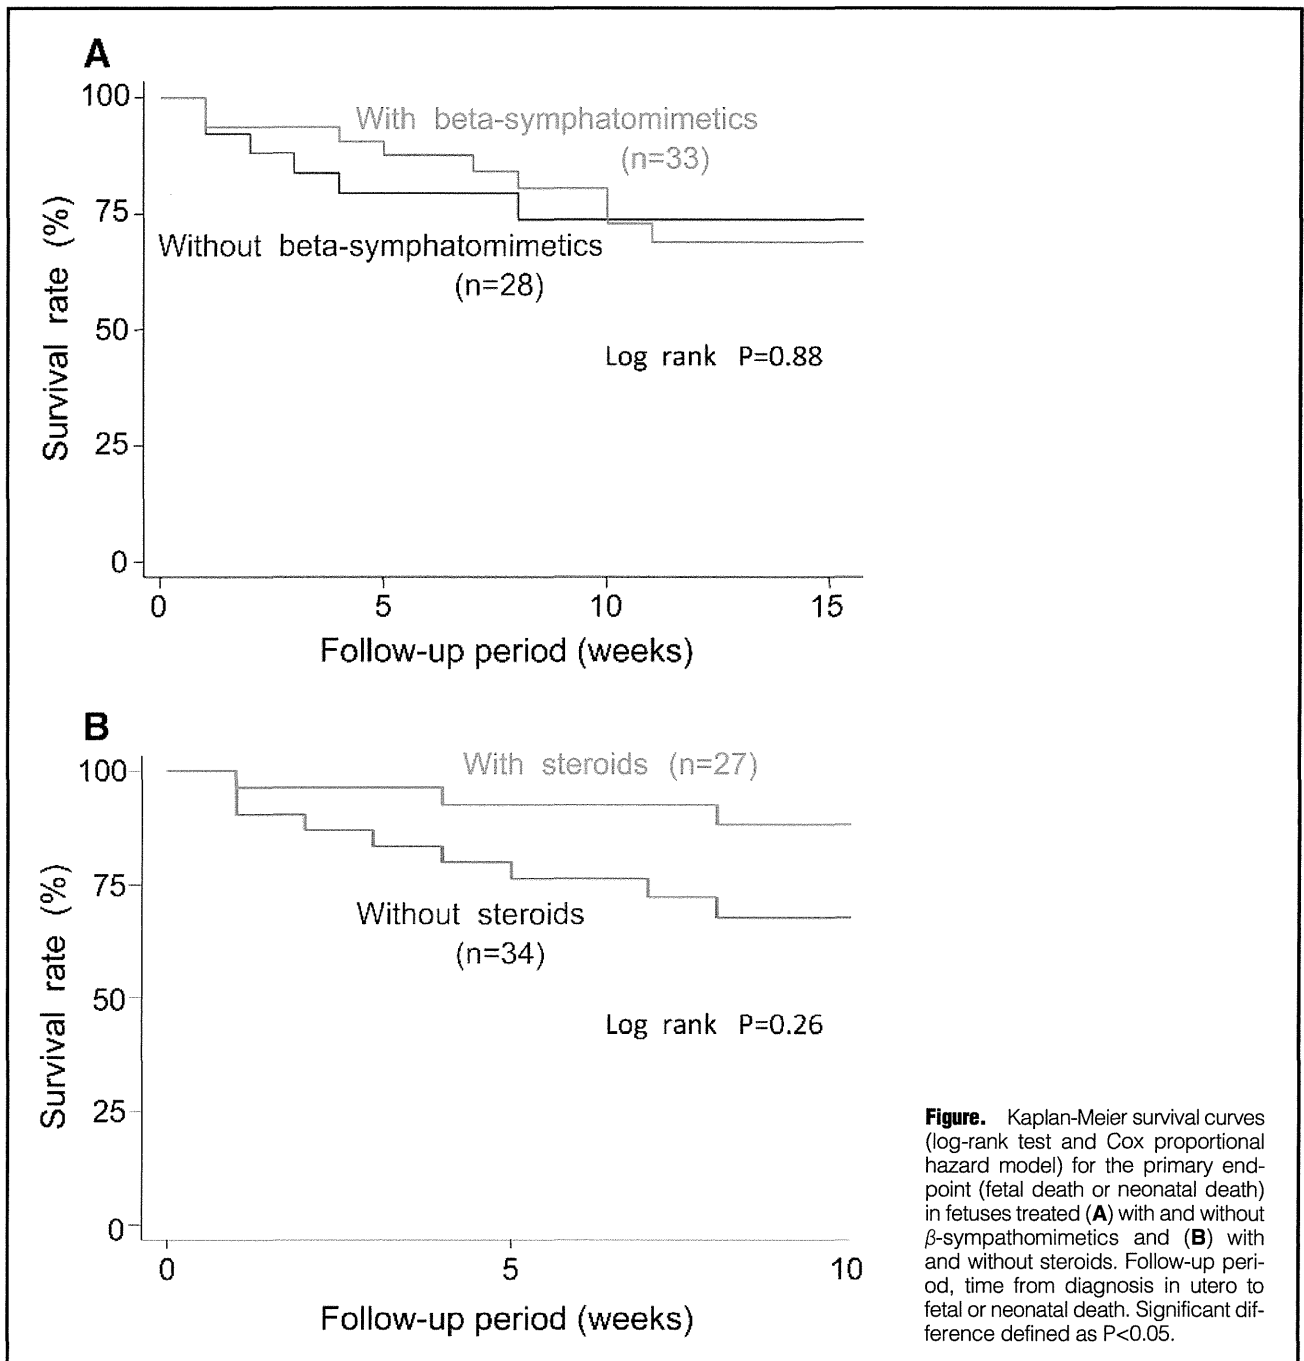 A
100
75
50
25
0
Survival rate (%)
With beta-symphatomimetics
(n=33)
Without beta-symphatomimetics
(n=28)
Log rank P=0.88
0 5 10 15
Follow-up period (weeks)
B
100
75
50
25
0
Survival rate (%)
With steroids (n=27)
Without steroids
(n=34)
Log rank P=0.26
0 5 10
Follow-up period (weeks)
Figure. Kaplan-Meier survival curves
(log-rank test and Cox proportional
hazard model) for the primary end-
point (fetal death or neonatal death)
in fetuses treated (A) with and without
β-sympathomimetics and (B) with
and without steroids. Follow-up peri-
od, time from diagnosis in utero to
fetal or neonatal death. Significant dif-
ference defined as P<0.05.